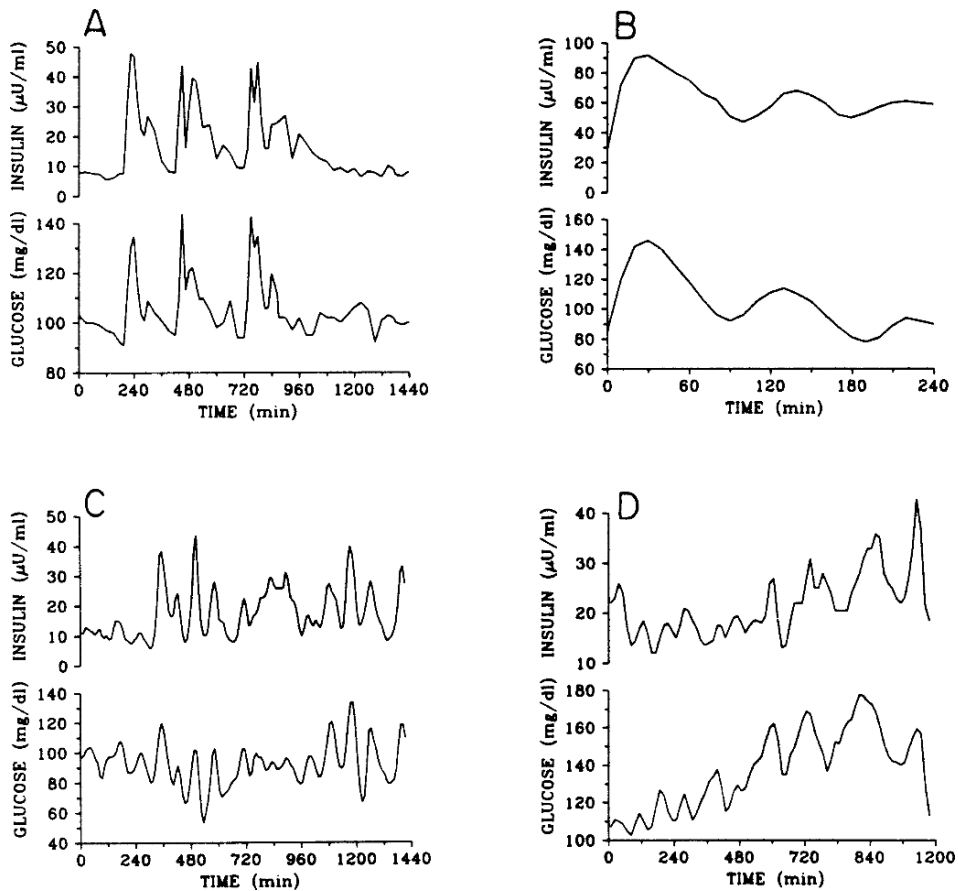 A
INSULIN (μU/ml)
50
40
30
20
10
0
GLUCOSE (mg/dl)
140
120
100
80
0 240 480 720 960 1200 1440
TIME (min)
B
INSULIN (μU/ml)
100
80
60
40
20
0
GLUCOSE (mg/dl)
160
140
120
100
80
60
0 60 120 180 240
TIME (min)
C
INSULIN (μU/ml)
50
40
30
20
10
0
GLUCOSE (mg/dl)
140
120
100
80
60
40
0 240 480 720 960 1200 1440
TIME (min)
D
INSULIN (μU/ml)
40
30
20
10
GLUCOSE (mg/dl)
180
160
140
120
100
0 240 480 720 840 1200
TIME (min)